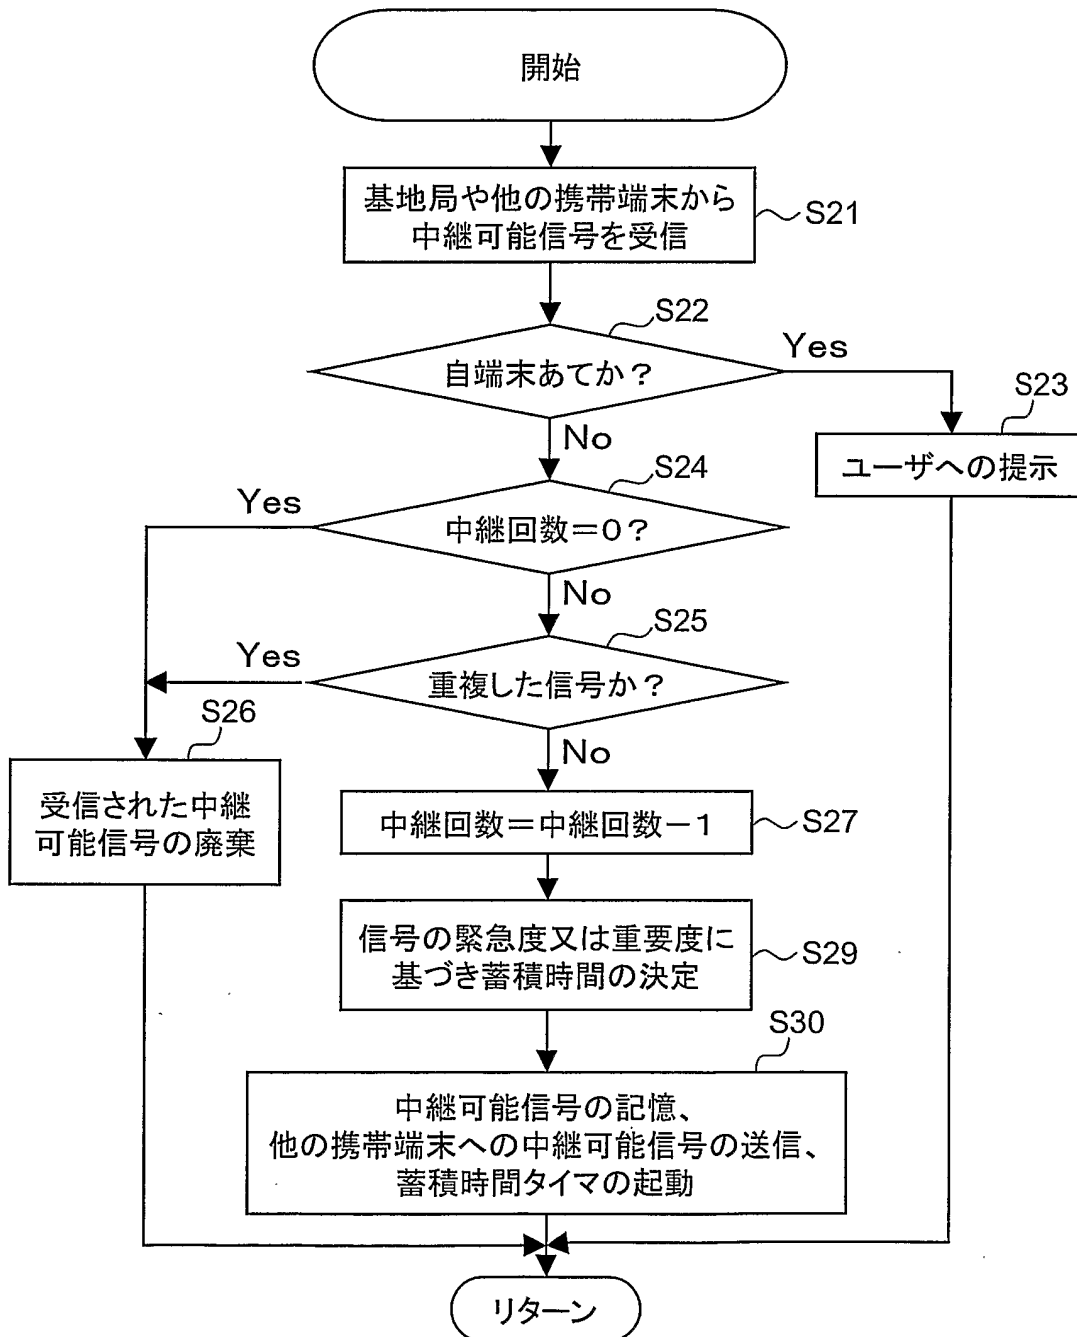 開始
基地局や他の携帯端末から
中継可能信号を受信
S21
S22
自端末あてか？
Yes
No
S23
ユーザへの提示
S24
中継回数＝0？
Yes
No
S25
重複した信号か？
Yes
No
S26
受信された中継
可能信号の廃棄
中継回数＝中継回数－1
S27
信号の緊急度又は重要度に
基づき蓄積時間の決定
S29
S30
中継可能信号の記憶、
他の携帯端末への中継可能信号の送信、
蓄積時間タイマの起動
リターン